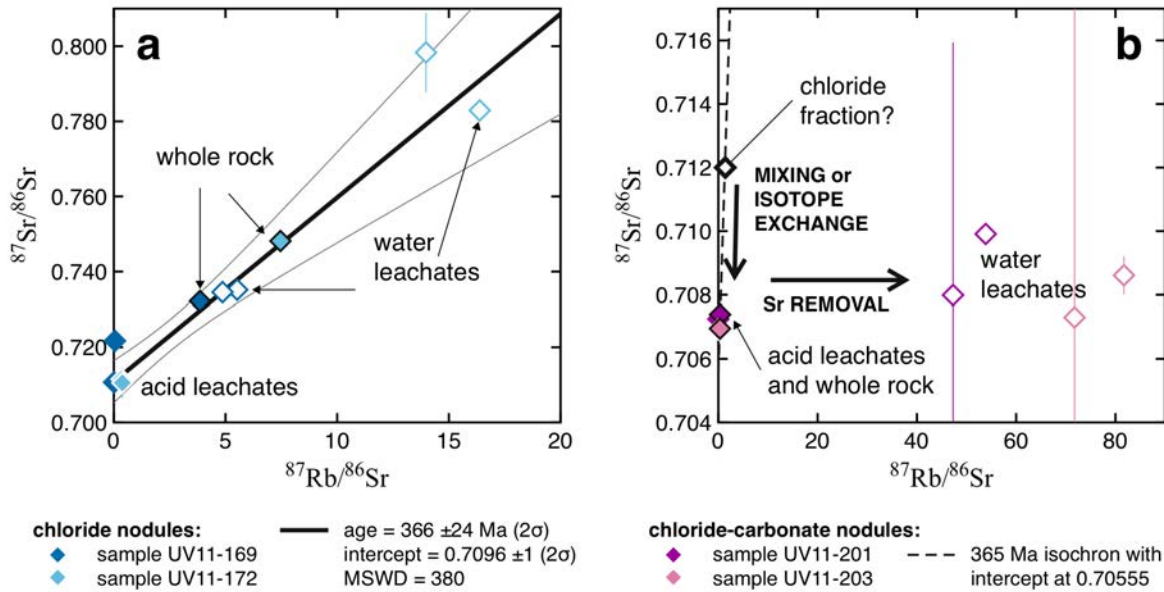 a
0.800
0.780
0.760
0.740
0.720
0.700
⁸⁷Sr/⁸⁶Sr
whole rock
water
leachates
acid leachates
0
5
10
15
20
⁸⁷Rb/⁸⁶Sr
b
0.716
0.714
0.712
0.710
0.708
0.706
0.704
⁸⁷Sr/⁸⁶Sr
chloride
fraction?
MIXING or
ISOTOPE
EXCHANGE
water
leachates
Sr REMOVAL
acid leachates
and whole rock
0
20
40
60
80
⁸⁷Rb/⁸⁶Sr
chloride nodules:
sample UV11-169
sample UV11-172
age = 366 ±24 Ma (2σ)
intercept = 0.7096 ±1 (2σ)
MSWD = 380
chloride-carbonate nodules:
sample UV11-201
sample UV11-203
365 Ma isochron with
intercept at 0.70555